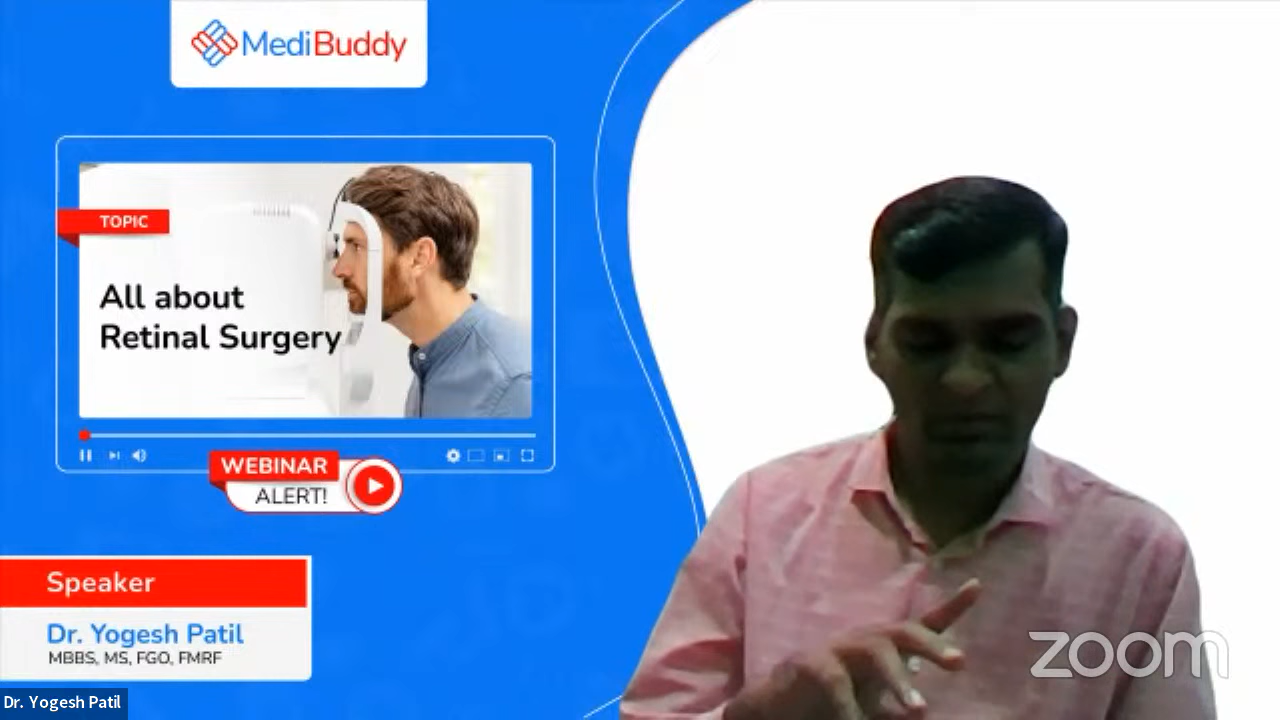 MediBuddy
TOPIC
All about
Retinal Surgery
WEBINAR
ALERT!
Speaker
Dr. Yogesh Patil
MBBS, MS, FGO, FMRF
Dr. Yogesh Patil
zoom